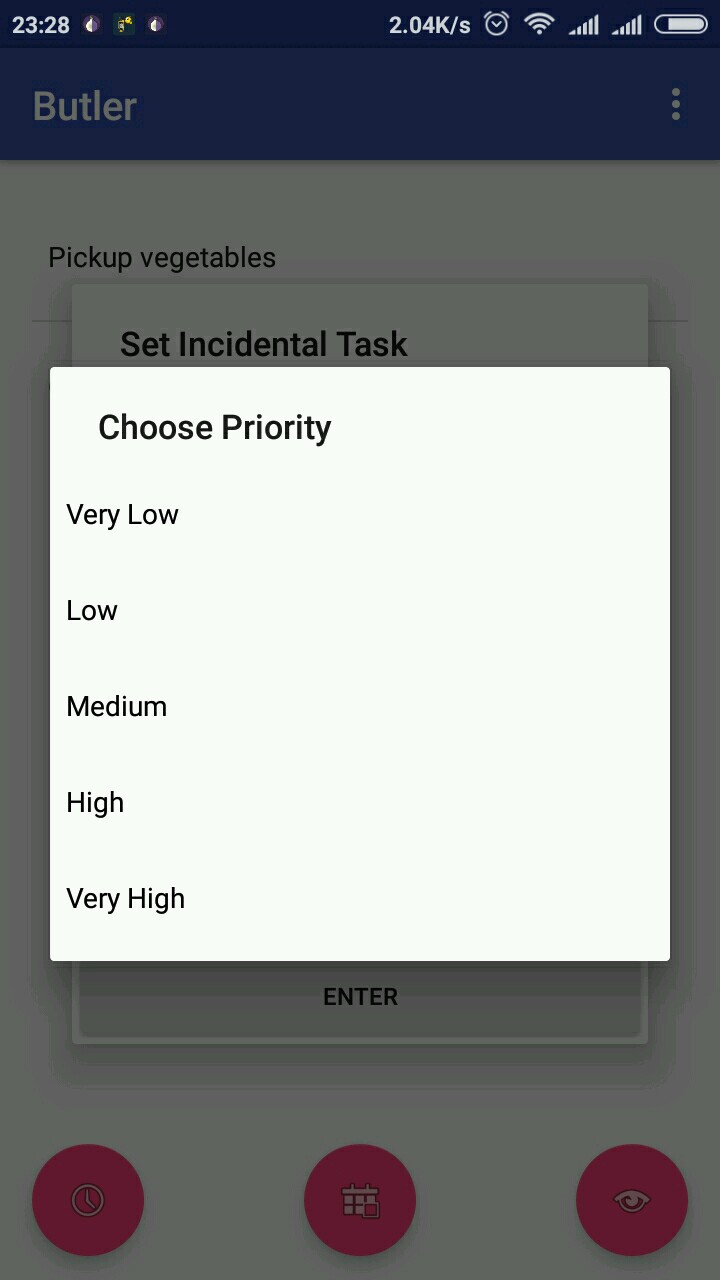 23:28 2.04K/s
Butler
Pickup vegetables
Set Incidental Task
Choose Priority
Very Low
Low
Medium
High
Very High
ENTER